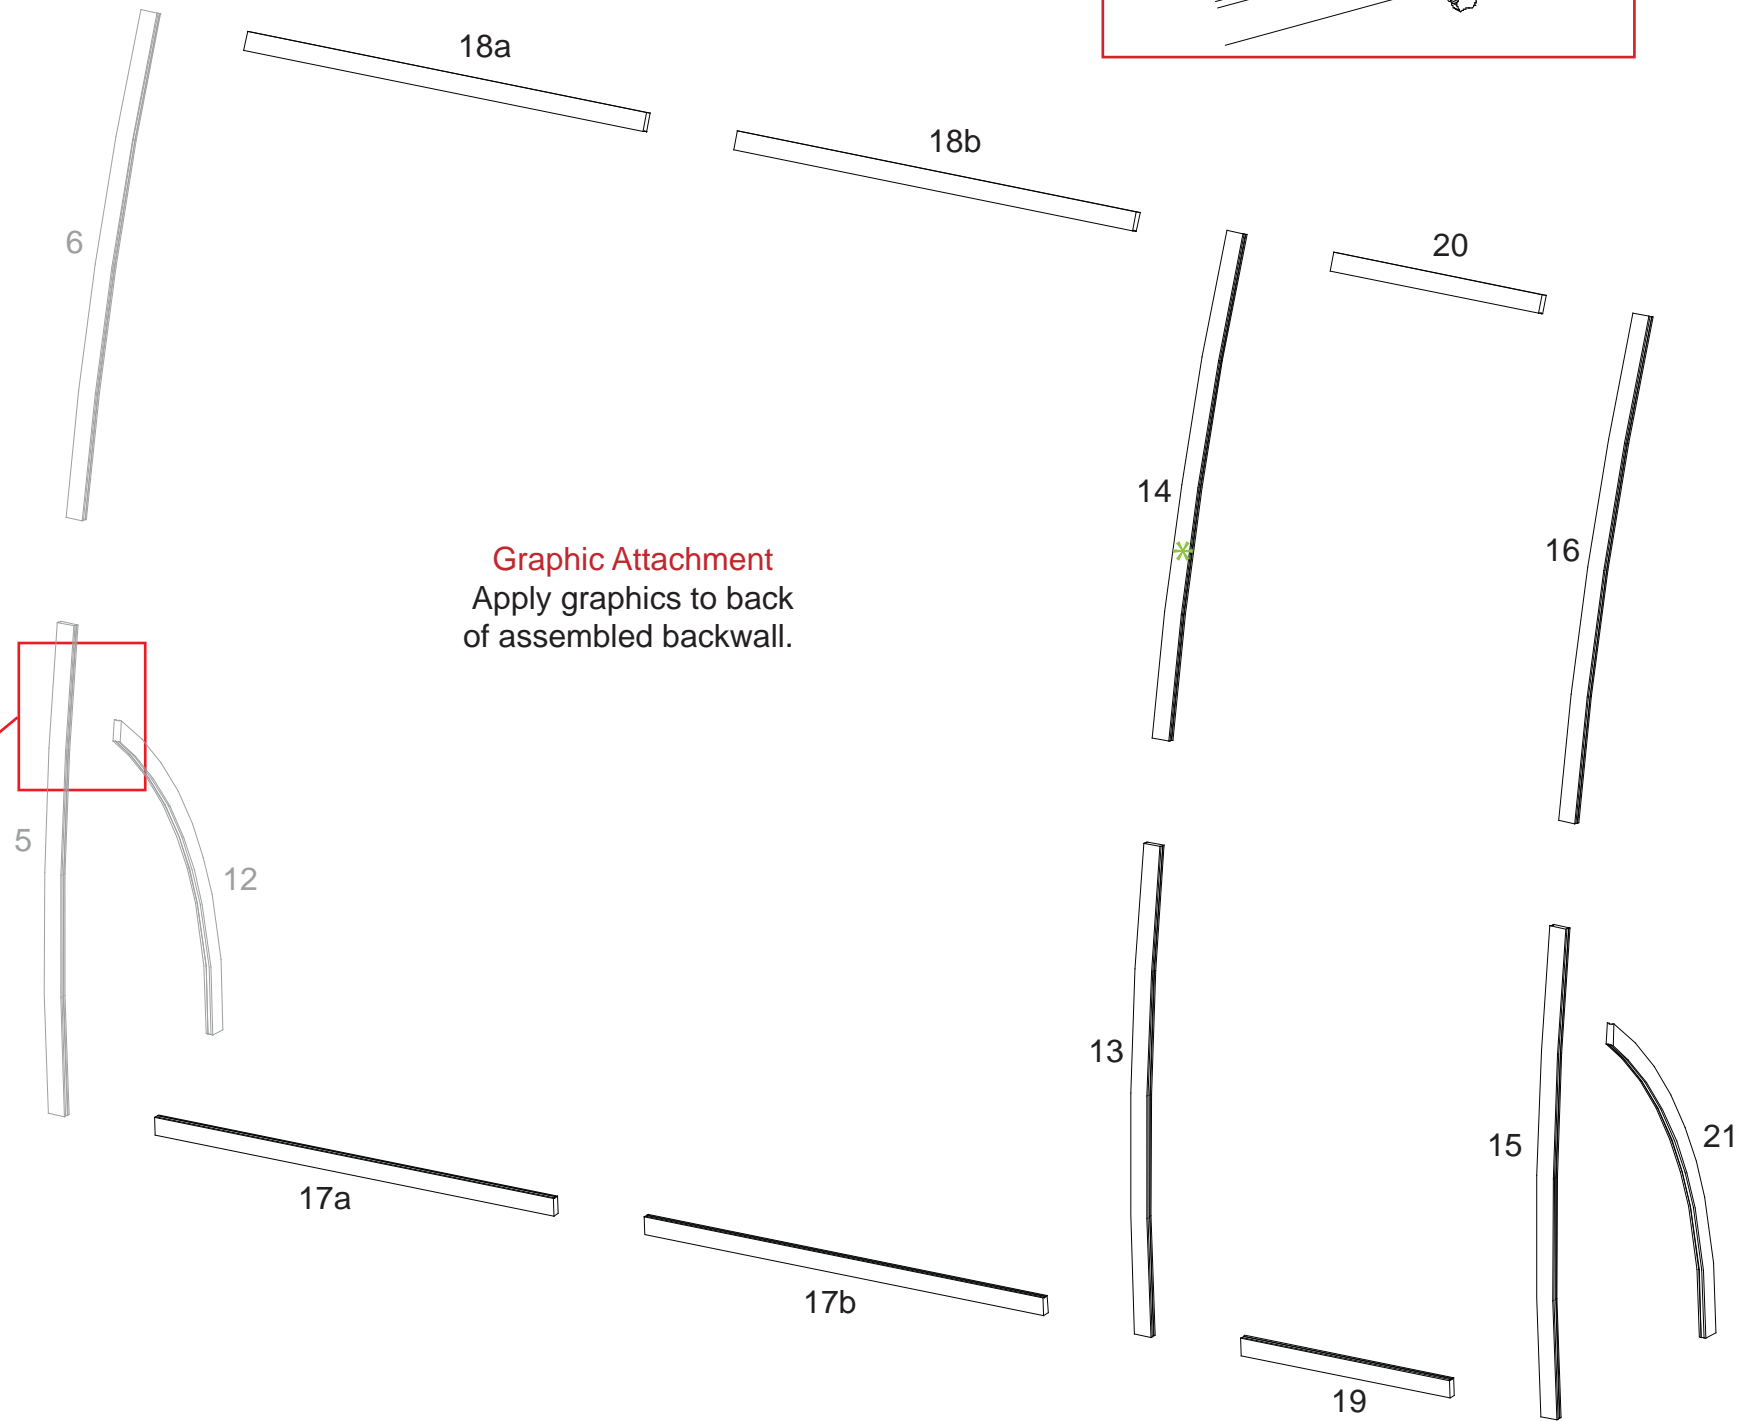 18a
18b
6
20
14
16
Graphic Attachment
Apply graphics to back
of assembled backwall.
*
5
12
13
15
21
17a
17b
19